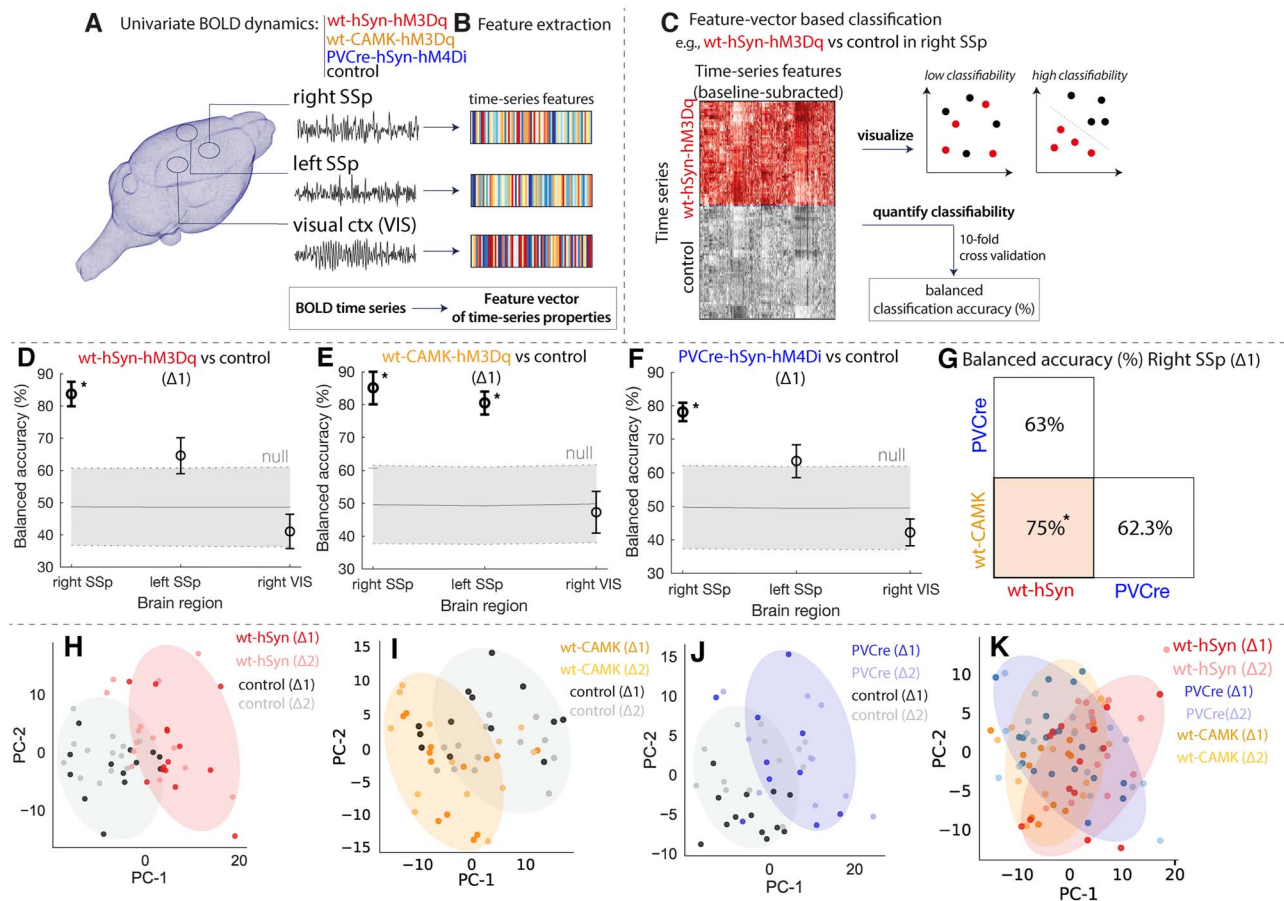 A Univariate BOLD dynamics:
wt-hSyn-hM3Dq
wt-CAMK-hM3Dq
PVCre-hSyn-hM4Di
control
right SSp
left SSp
visual ctx (VIS)
B Feature extraction
time-series features
BOLD time series
Feature vector
of time-series properties
C Feature-vector based classification
e.g., wt-hSyn-hM3Dq vs control in right SSp
Time-series features
(baseline-subtracted)
Time series
wt-hSyn-hM3Dq
control
visualize
low classifiability
high classifiability
quantify classifiability
10-fold
cross validation
balanced
classification accuracy (%)
D wt-hSyn-hM3Dq vs control
(Δ1)
Balanced accuracy (%)
90
80
70
60
50
40
30
null
right SSp
left SSp
right VIS
Brain region
E wt-CAMK-hM3Dq vs control
(Δ1)
Balanced accuracy (%)
90
80
70
60
50
40
30
*
*
null
right SSp
left SSp
right VIS
Brain region
F PVCre-hSyn-hM4Di vs control
(Δ1)
Balanced accuracy (%)
90
80
70
60
50
40
30
*
null
right SSp
left SSp
right VIS
Brain region
G Balanced accuracy (%) Right SSp (Δ1)
PVCre
63%
wt-CAMK
75%*
62.3%
wt-hSyn
PVCre
H
wt-hSyn (Δ1)
wt-hSyn (Δ2)
control (Δ1)
control (Δ2)
PC-2
10
0
−10
0
20
PC-1
I
wt-CAMK (Δ1)
wt-CAMK (Δ2)
control (Δ1)
control (Δ2)
PC-2
15
10
5
0
−5
−10
−15
−10
0
10
PC-1
J
PVCre (Δ1)
PVCre (Δ2)
control (Δ1)
control (Δ2)
PC-2
15
10
5
0
−5
−10
0
20
PC-1
K
wt-hSyn (Δ1)
wt-hSyn (Δ2)
PVCre (Δ1)
PVCre(Δ2)
wt-CAMK (Δ1)
wt-CAMK (Δ2)
PC-2
10
5
0
−5
−10
−10
0
10
20
PC-1